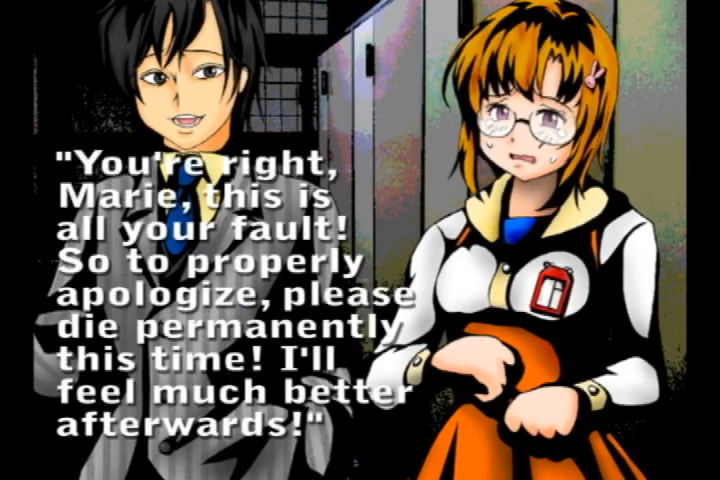 "You're right,
Marie, this is
all your fault!
So to properly
apologize, please
die permanently
this time! I'll
feel much better
afterwards!"